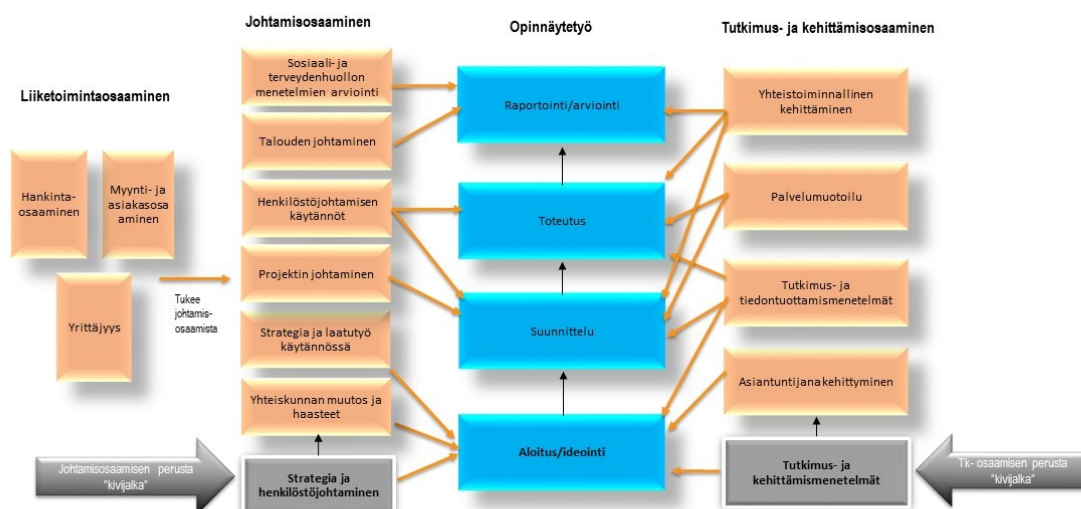 Johtamisosaaminen
Opinnäytetyö
Tutkimus- ja kehittämisosaaminen
Liiketoimintaosaaminen
Hankinta-
osaaminen
Myynti- ja
asiakasosa
aminen
Yrittäjyys
Tukee
johtamis-
osaamista
Sosiaali- ja
terveydenhuollon
menetelmien arviointi
Talouden johtaminen
Henkilöstöjohtamisen
käytännöt
Projektin johtaminen
Strategia ja laatutyö
käytännössä
Yhteiskunnan muutos ja
haasteet
Strategia ja
henkilöstöjohtaminen
Johtamisosaamisen perusta
"kivijalka"
Raportointi/arviointi
Toteutus
Suunnittelu
Aloitus/ideointi
Yhteistoiminnallinen
kehittäminen
Palvelumuotoilu
Tutkimus- ja
tiedontuottamismenetelmät
Asiantuntijana kehittyminen
Tutkimus- ja
kehittämismenetelmät
Tk- osaamisen perusta
"kivijalka"